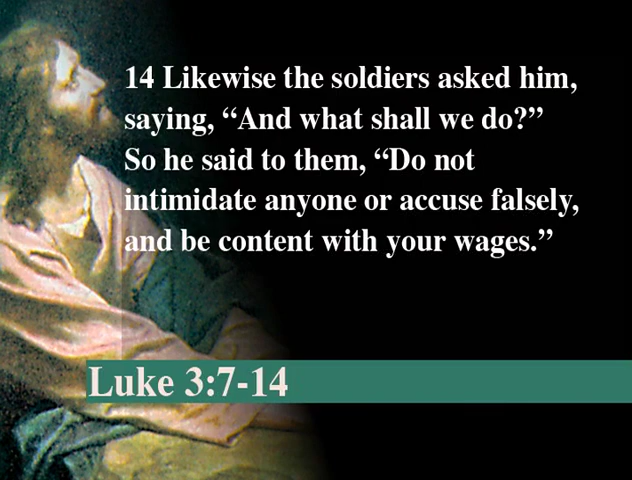 14 Likewise the soldiers asked him,
saying, “And what shall we do?”
So he said to them, “Do not
intimidate anyone or accuse falsely,
and be content with your wages.”
Luke 3:7-14